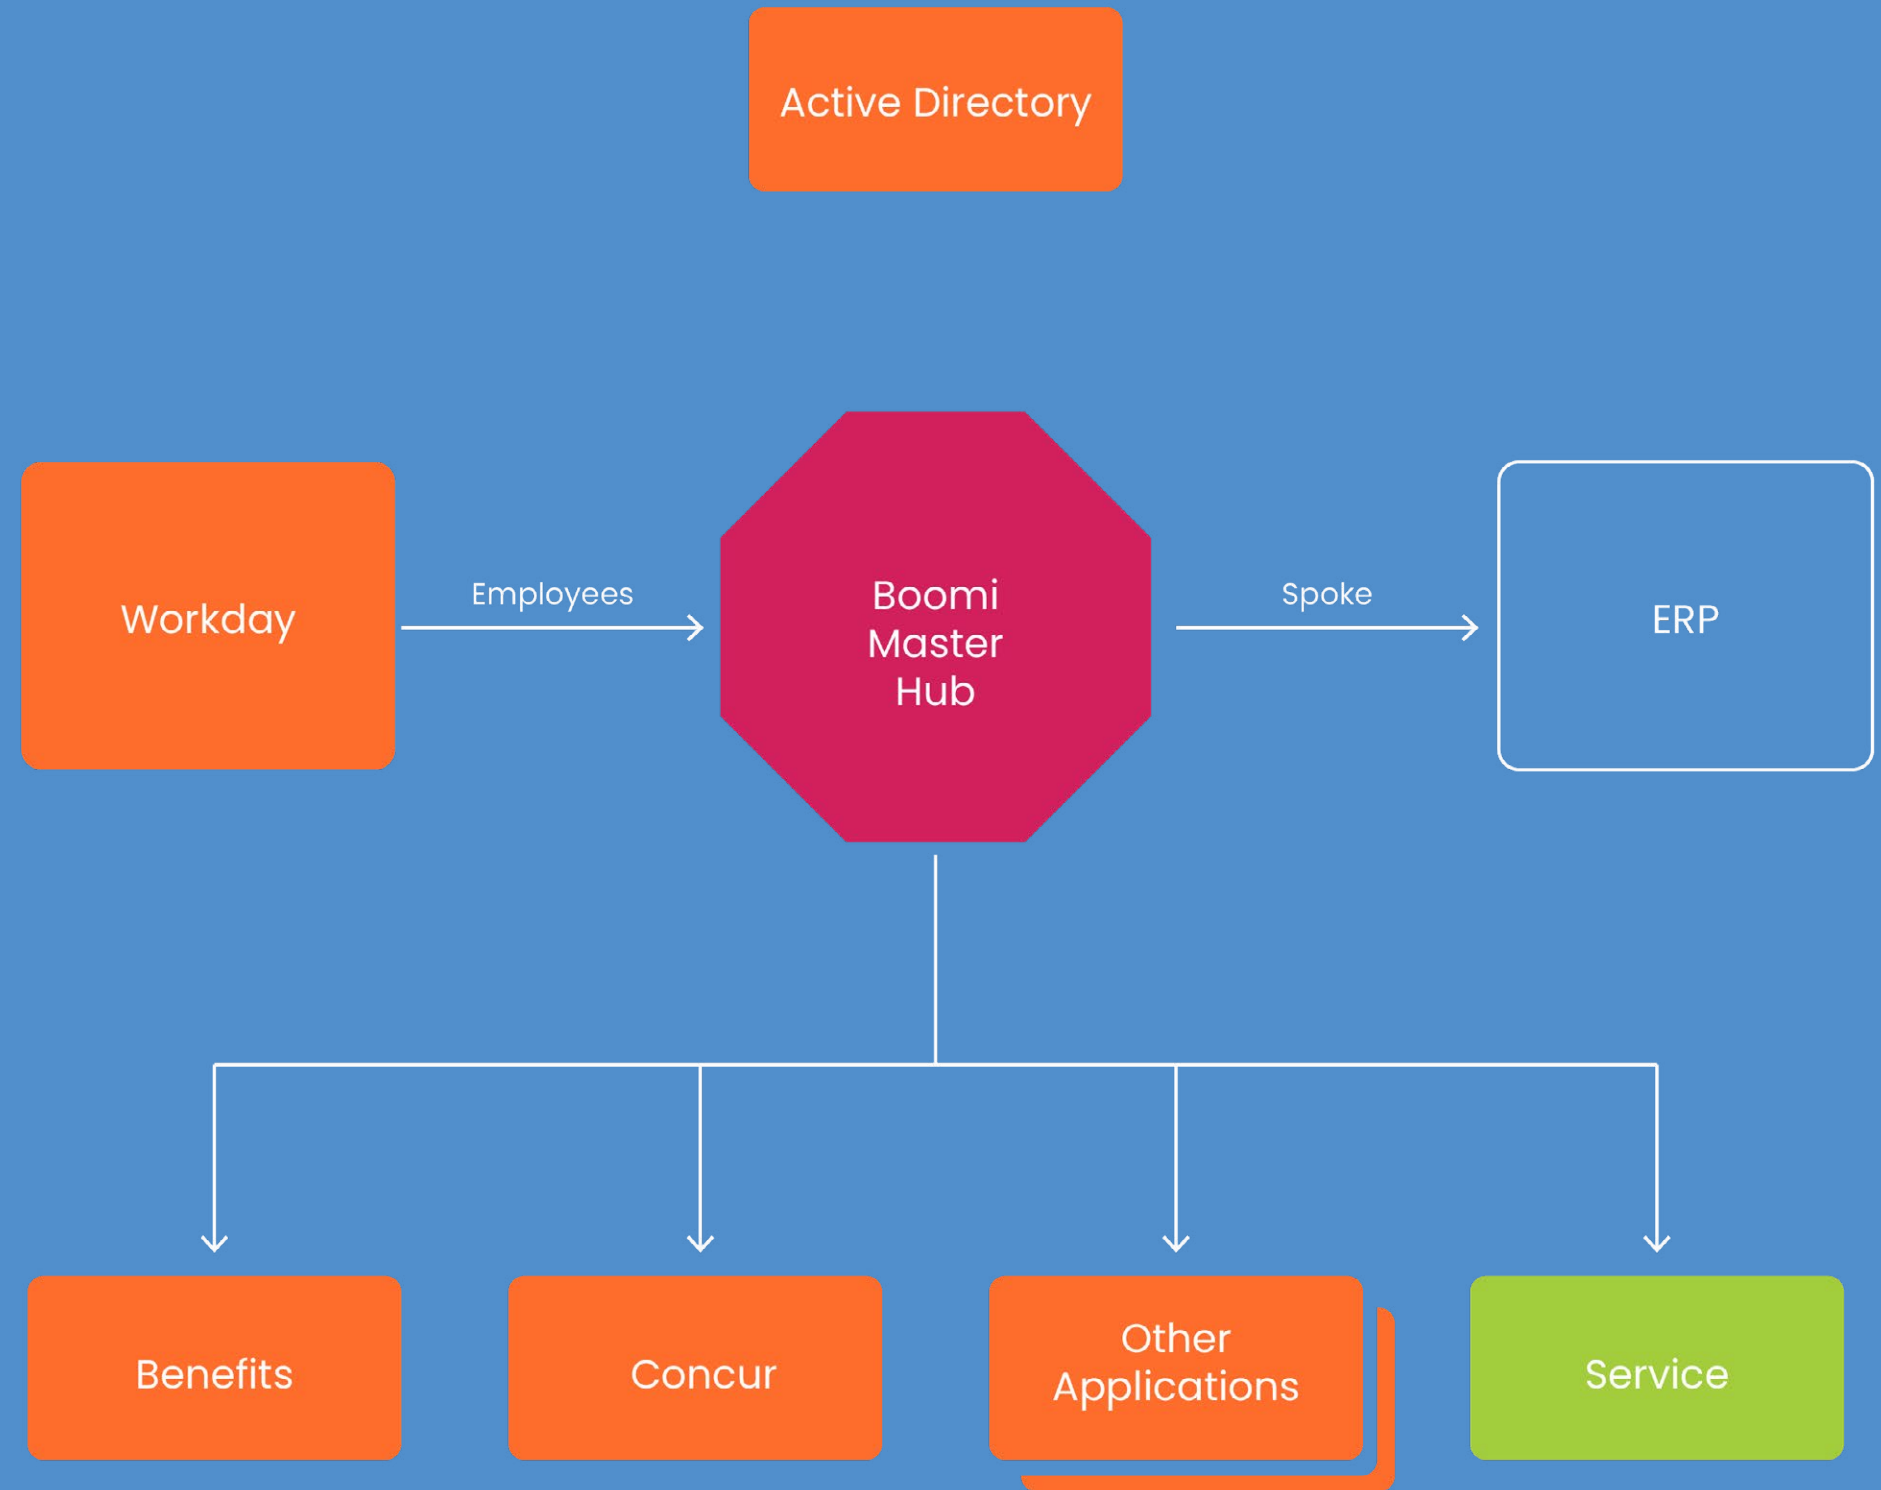 Active Directory
Workday
Employees
Boomi
Master
Hub
Spoke
ERP
Benefits
Concur
Other
Applications
Service